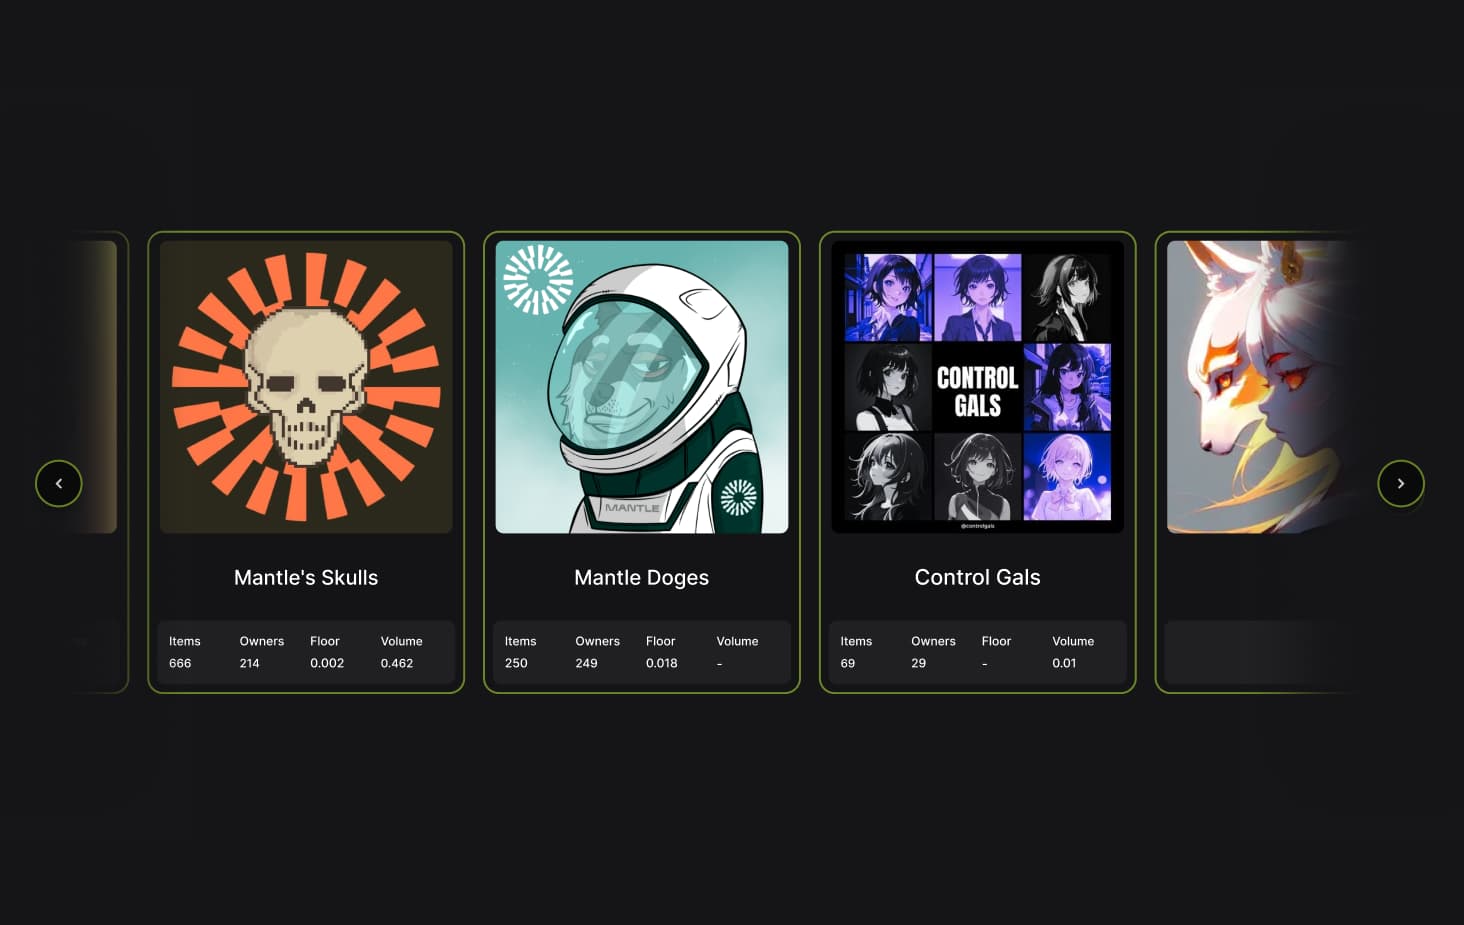 MANTLE
CONTROL
GALS
@controlgals
Mantle's Skulls
Mantle Doges
Control Gals
Items Owners Floor Volume
666 214 0.002 0.462
Items Owners Floor Volume
250 249 0.018 -
Items Owners Floor Volume
69 29 - 0.01